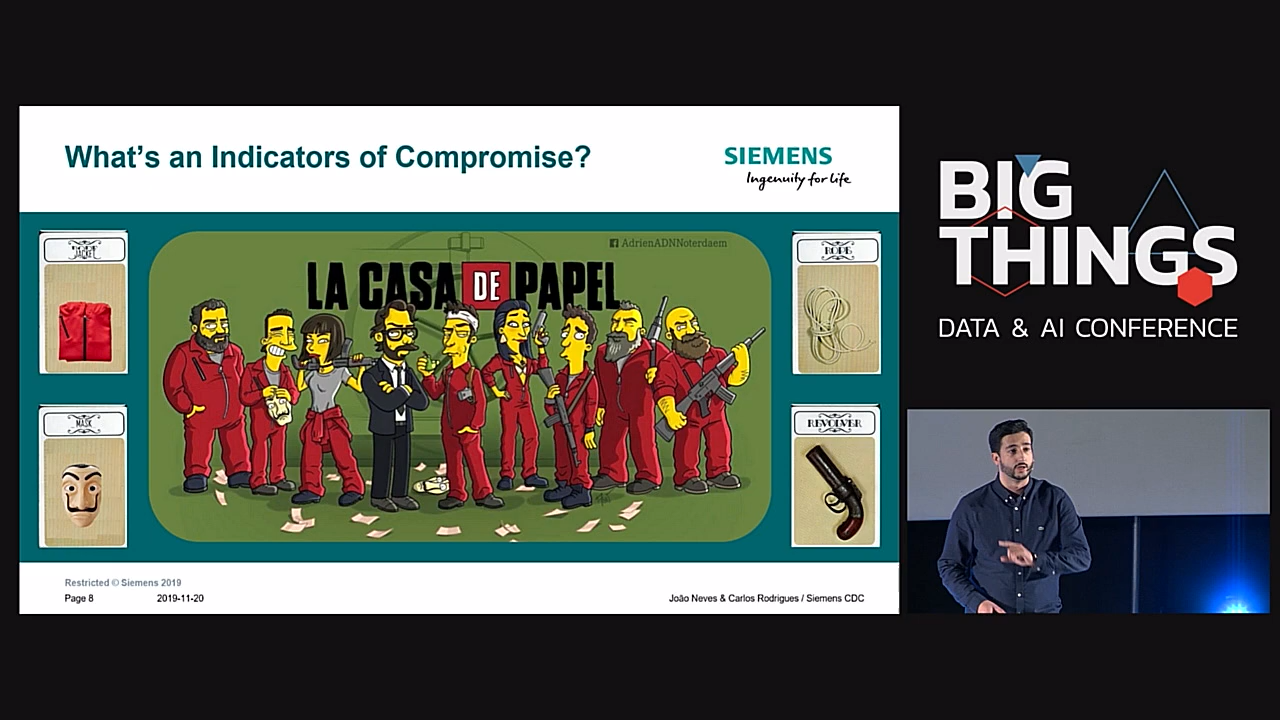 What's an Indicators of Compromise?
SIEMENS
Ingenuity for life
JACKET
AdrienADNNoterdaem
ROPE
LA CASA DE PAPEL
MASK
REVOLVER
Restricted © Siemens 2019
Page 8
2019-11-20
João Neves & Carlos Rodrigues / Siemens CDC
BIG
THINGS
DATA & AI CONFERENCE